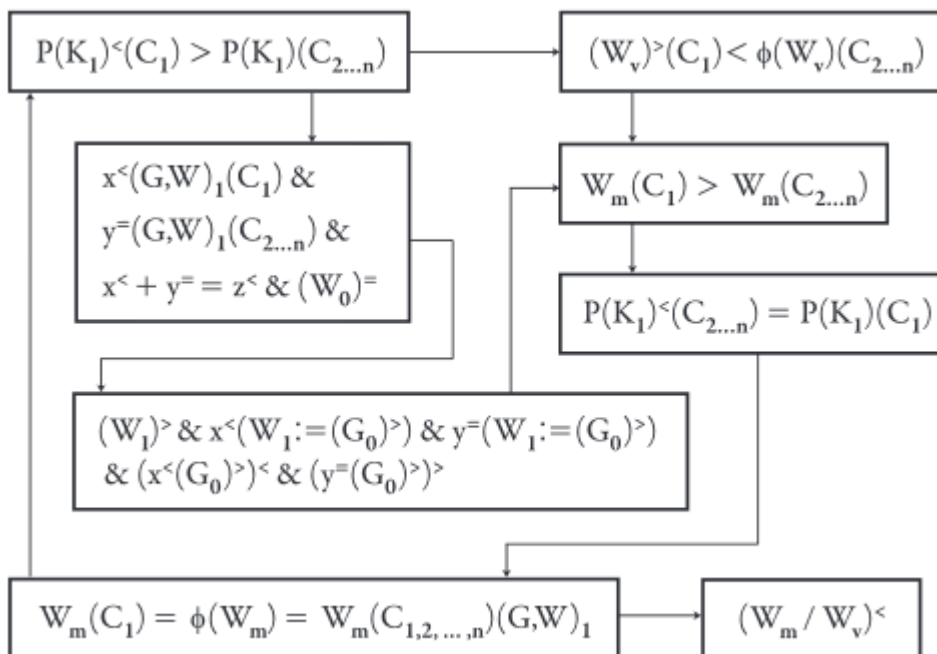 P(K₁)^<(C₁) > P(K₁)(C₂...ₙ)
(Wᵥ)^>(C₁) < ϕ(Wᵥ)(C₂...ₙ)
x^<(G,W)₁(C₁) &
y^=(G,W)₁(C₂...ₙ) &
x^< + y^= = z^< & (W₀)^=
Wₘ(C₁) > Wₘ(C₂...ₙ)
P(K₁)^<(C₂...ₙ) = P(K₁)(C₁)
(W₁)^> & x^<(W₁:=(G₀)^>) & y^=(W₁:=(G₀)^>)
& (x^<(G₀)^>)^< & (y^=(G₀)^>)^>
Wₘ(C₁) = ϕ(Wₘ) = Wₘ(C₁,₂, ... ,ₙ)(G,W)₁
(Wₘ / Wᵥ)^<